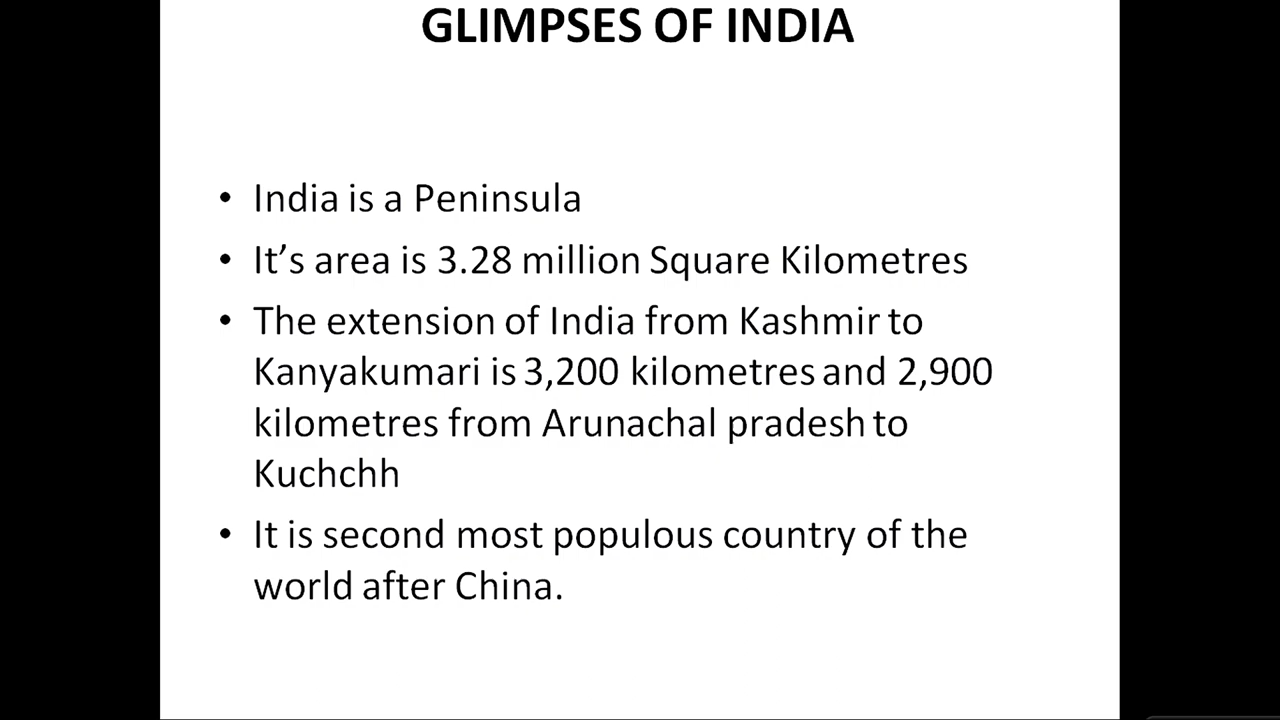 GLIMPSES OF INDIA
• India is a Peninsula
• It’s area is 3.28 million Square Kilometres
• The extension of India from Kashmir to
Kanyakumari is 3,200 kilometres and 2,900
kilometres from Arunachal pradesh to
Kuchchh
• It is second most populous country of the
world after China.